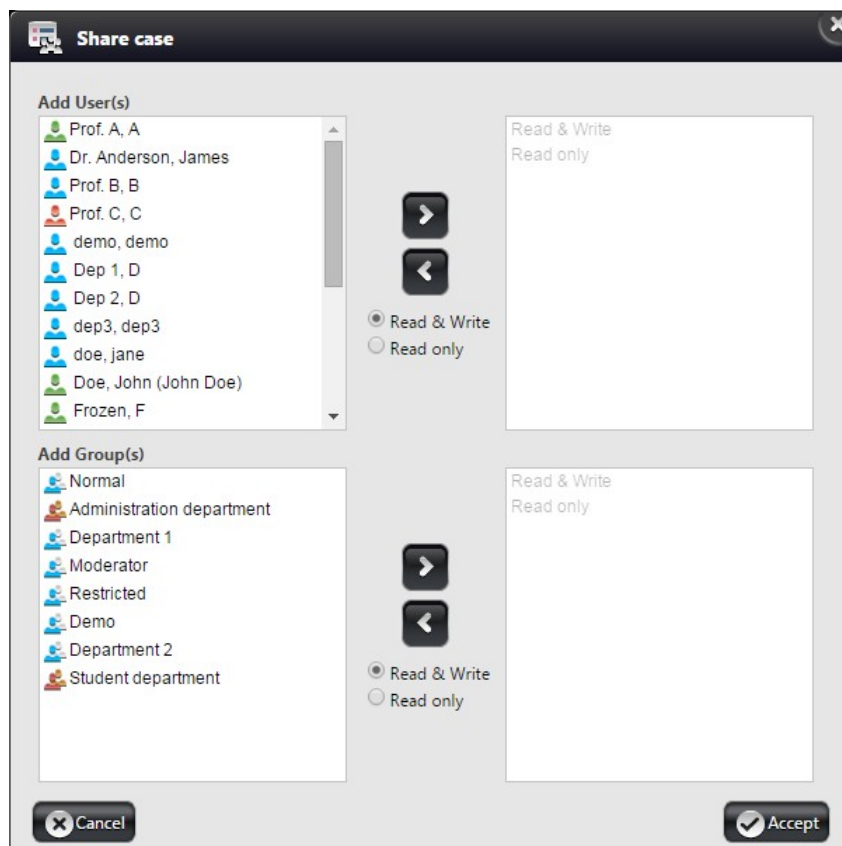 Share case
Add User(s)
Prof. A, A
Dr. Anderson, James
Prof. B, B
Prof. C, C
demo, demo
Dep 1, D
Dep 2, D
dep3, dep3
doe, jane
Doe, John (John Doe)
Frozen, F
Read & Write
Read only
Read & Write
Read only
Add Group(s)
Normal
Administration department
Department 1
Moderator
Restricted
Demo
Department 2
Student department
Read & Write
Read only
Read & Write
Read only
Cancel
Accept